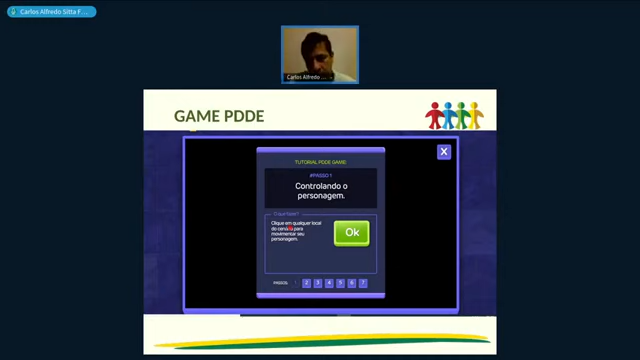 Carlos Alfredo Sitta F...
Carlos Alfredo ...
GAME PDDE
X
TUTORIAL PDDE GAME
#PASSO 1
Controlando o
personagem.
O que fazer?
Clique em qualquer local
do cenário para
movimentar seu
personagem.
Ok
PASSOS: 1 2 3 4 5 6 7